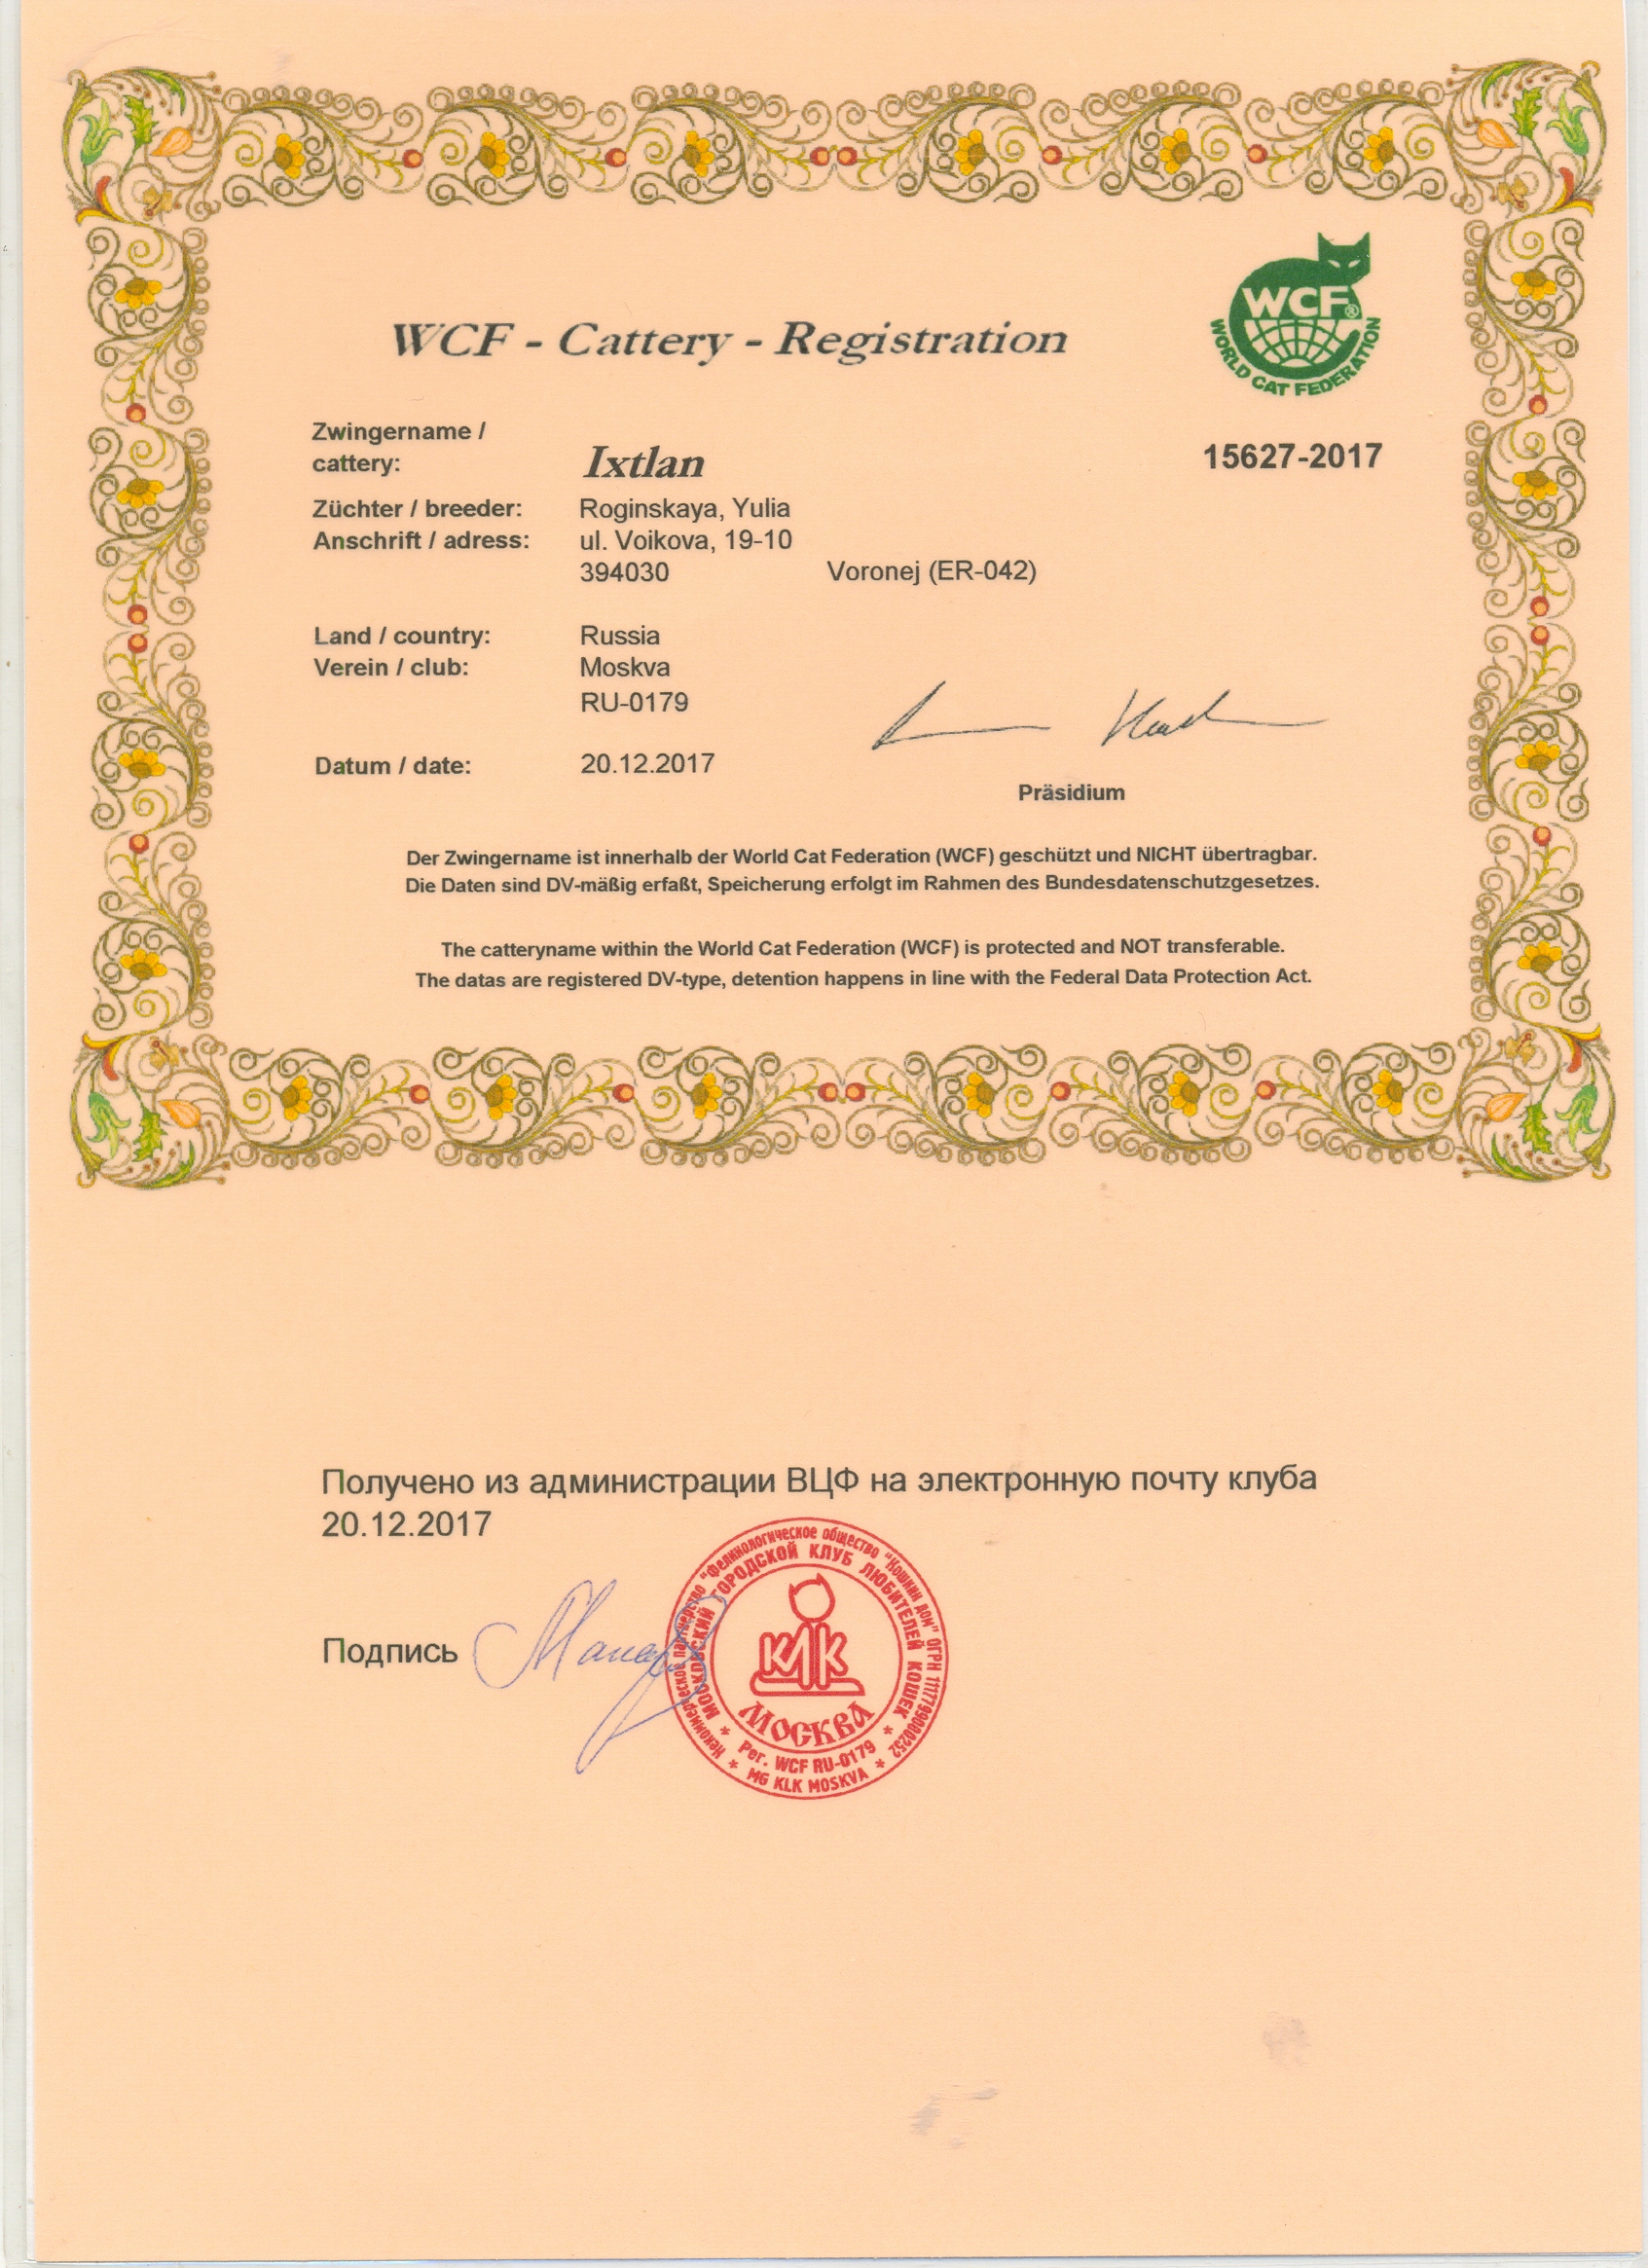 WCF®
WORLD CAT FEDERATION
WCF - Cattery - Registration
Zwingername /
cattery: Ixtlan 15627-2017
Züchter / breeder: Roginskaya, Yulia
Anschrift / adress: ul. Voikova, 19-10
394030 Voronej (ER-042)
Land / country: Russia
Verein / club: Moskva
RU-0179
Datum / date: 20.12.2017
Präsidium
Der Zwingername ist innerhalb der World Cat Federation (WCF) geschützt und NICHT übertragbar.
Die Daten sind DV-mäßig erfaßt, Speicherung erfolgt im Rahmen des Bundesdatenschutzgesetzes.
The catteryname within the World Cat Federation (WCF) is protected and NOT transferable.
The datas are registered DV-type, detention happens in line with the Federal Data Protection Act.
Получено из администрации ВЦФ на электронную почту клуба
20.12.2017
Подпись
Некоммерческое партнерство "Фелинологическое общество "Кошкин дом" ОГРН 1117799000252
МОСКОВСКИЙ ГОРОДСКОЙ КЛУБ ЛЮБИТЕЛЕЙ КОШЕК
КЛК
МОСКВА
Рег. WCF RU-0179
MG KLK MOSKVA